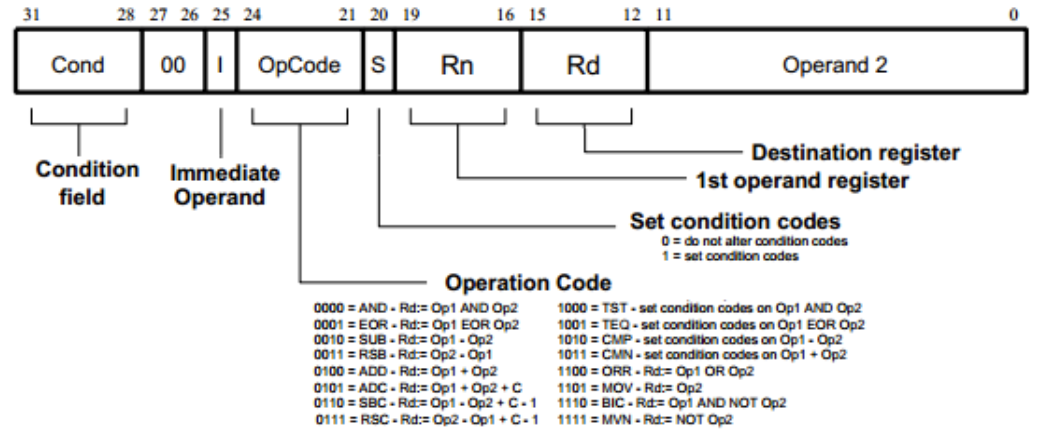 31 28 27 26 25 24 21 20 19 16 15 12 11 0
Cond 00 I OpCode S Rn Rd Operand 2
Destination register
Condition field
Immediate Operand
1st operand register
Set condition codes
0 = do not alter condition codes
1 = set condition codes
Operation Code
0000 = AND - Rd:= Op1 AND Op2
0001 = EOR - Rd:= Op1 EOR Op2
0010 = SUB - Rd:= Op1 - Op2
0011 = RSB - Rd:= Op2 - Op1
0100 = ADD - Rd:= Op1 + Op2
0101 = ADC - Rd:= Op1 + Op2 + C
0110 = SBC - Rd:= Op1 - Op2 + C - 1
0111 = RSC - Rd:= Op2 - Op1 + C - 1
1000 = TST - set condition codes on Op1 AND Op2
1001 = TEQ - set condition codes on Op1 EOR Op2
1010 = CMP - set condition codes on Op1 - Op2
1011 = CMN - set condition codes on Op1 + Op2
1100 = ORR - Rd:= Op1 OR Op2
1101 = MOV - Rd:= Op2
1110 = BIC - Rd:= Op1 AND NOT Op2
1111 = MVN - Rd:= NOT Op2